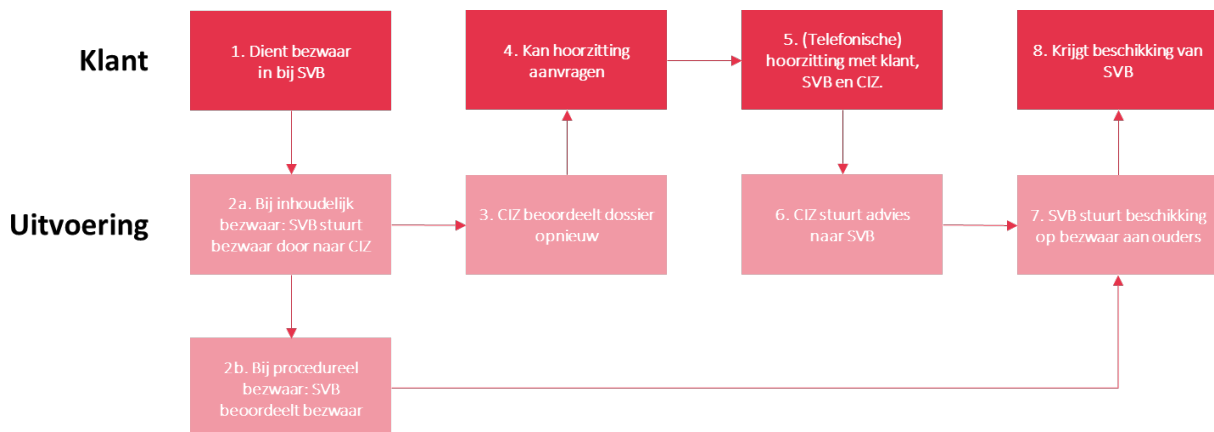 Klant
1. Dient bezwaar
in bij SVB
4. Kan hoorzitting
aanvragen
5. (Telefonische)
hoorzitting met klant,
SVB en CIZ.
8. Krijgt beschikking van
SVB
Uitvoering
2a. Bij inhoudelijk
bezwaar: SVB stuurt
bezwaar door naar CIZ
3. CIZ beoordeelt dossier
opnieuw
6. CIZ stuurt advies
naar SVB
7. SVB stuurt beschikking
op bezwaar aan ouders
2b. Bij procedureel
bezwaar: SVB
beoordeelt bezwaar